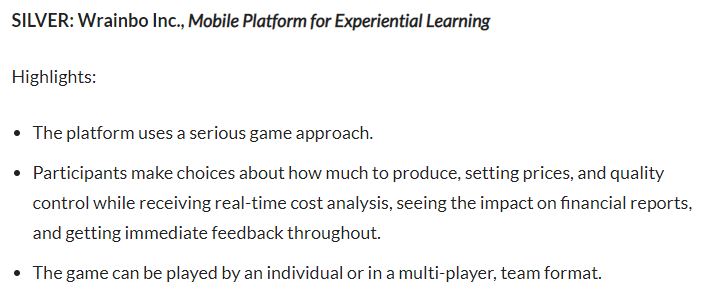 SILVER: Wrainbo Inc., Mobile Platform for Experiential Learning
Highlights:
• The platform uses a serious game approach.
• Participants make choices about how much to produce, setting prices, and quality
control while receiving real-time cost analysis, seeing the impact on financial reports,
and getting immediate feedback throughout.
• The game can be played by an individual or in a multi-player, team format.